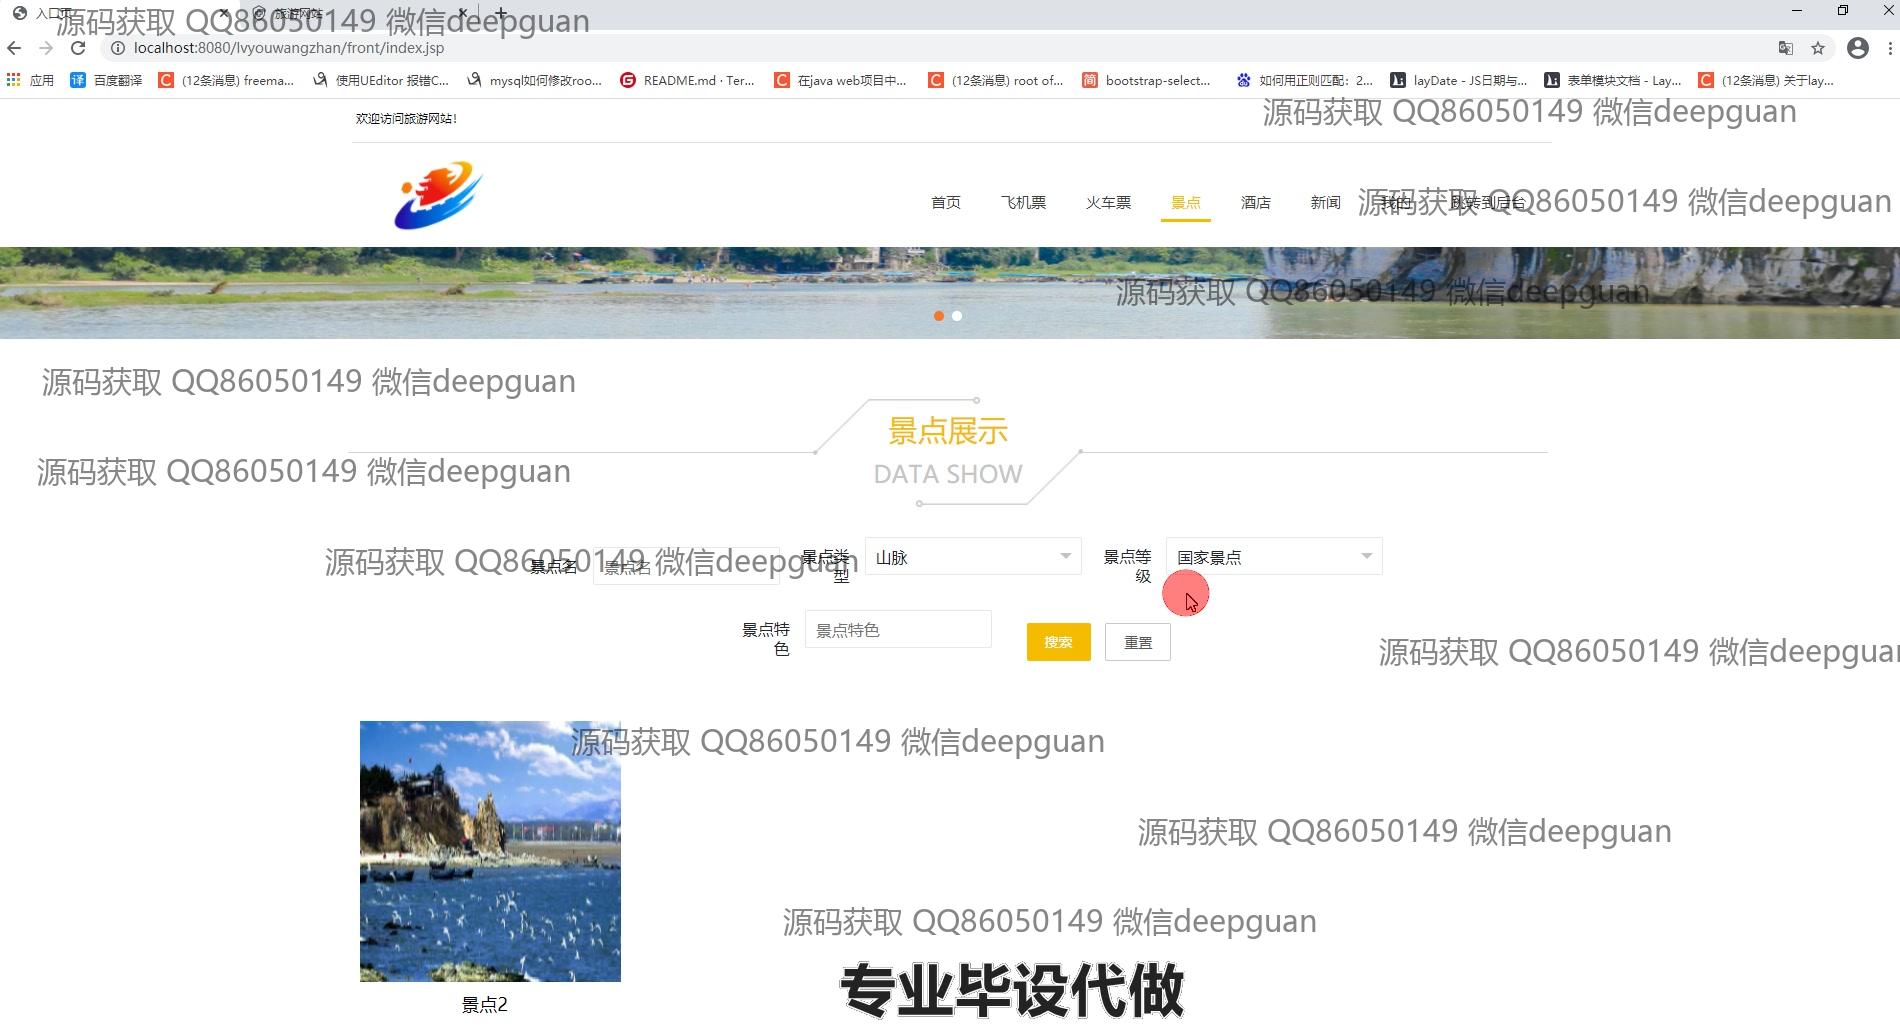 入口页
旅游网站
源码获取 QQ86050149 微信deepguan
localhost:8080/lvyouwangzhan/front/index.jsp
应用
百度翻译
(12条消息) freema...
使用UEditor 报错C...
mysql如何修改roo...
README.md · Ter...
在java web项目中...
(12条消息) root of...
bootstrap-select...
如何用正则匹配：2...
layDate - JS日期与...
表单模块文档 - Lay...
(12条消息) 关于lay...
欢迎访问旅游网站!
源码获取 QQ86050149 微信deepguan
首页
飞机票
火车票
景点
酒店
新闻
我的
跳转到后台
源码获取 QQ86050149 微信deepguan
源码获取 QQ86050149 微信deepguan
源码获取 QQ86050149 微信deepguan
景点展示
DATA SHOW
源码获取 QQ86050149 微信deepguan
源码获取 QQ86050149 微信deepguan
景点名
景点名
景点类
型
山脉
景点等
级
国家景点
景点特
色
景点特色
搜索
重置
源码获取 QQ86050149 微信deepguan
源码获取 QQ86050149 微信deepguan
源码获取 QQ86050149 微信deepguan
源码获取 QQ86050149 微信deepguan
专业毕设代做
景点2